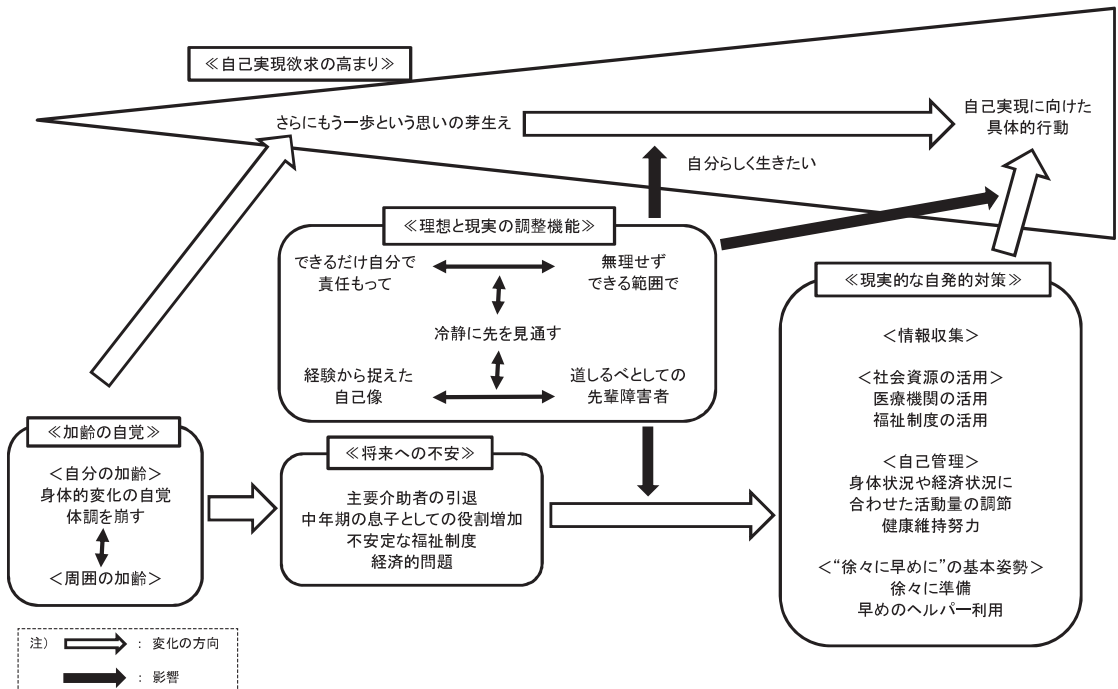 ≪自己実現欲求の高まり≫
さらにもう一歩という思いの芽生え
自己実現に向けた
具体的行動
自分らしく生きたい
≪理想と現実の調整機能≫
できるだけ自分で
責任もって
無理せず
できる範囲で
冷静に先を見通す
経験から捉えた
自己像
道しるべとしての
先輩障害者
≪加齢の自覚≫
＜自分の加齢＞
身体的変化の自覚
体調を崩す
＜周囲の加齢＞
≪将来への不安≫
主要介助者の引退
中年期の息子としての役割増加
不安定な福祉制度
経済的問題
≪現実的な自発的対策≫
＜情報収集＞
＜社会資源の活用＞
医療機関の活用
福祉制度の活用
＜自己管理＞
身体状況や経済状況に
合わせた活動量の調節
健康維持努力
＜“徐々に早めに”の基本姿勢＞
徐々に準備
早めのヘルパー利用
注） ： 変化の方向
： 影響